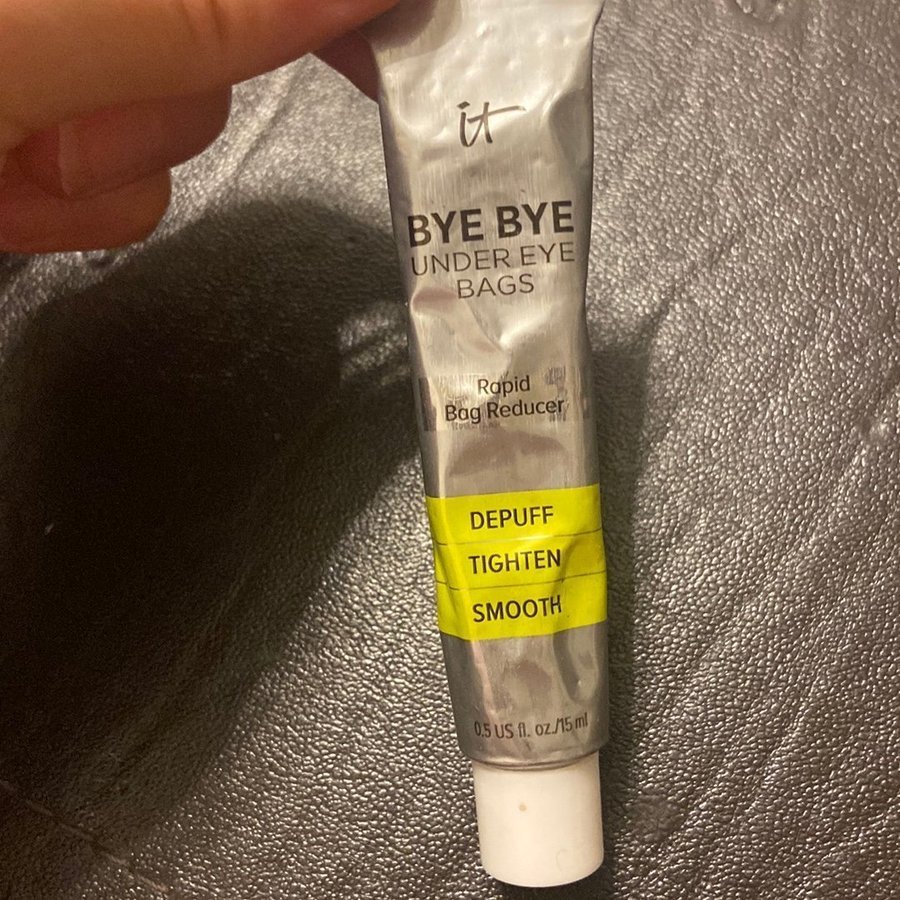 it
BYE BYE
UNDER EYE
BAGS
Rapid
Bag Reducer
DEPUFF
TIGHTEN
SMOOTH
0.5 US fl. oz./15 ml